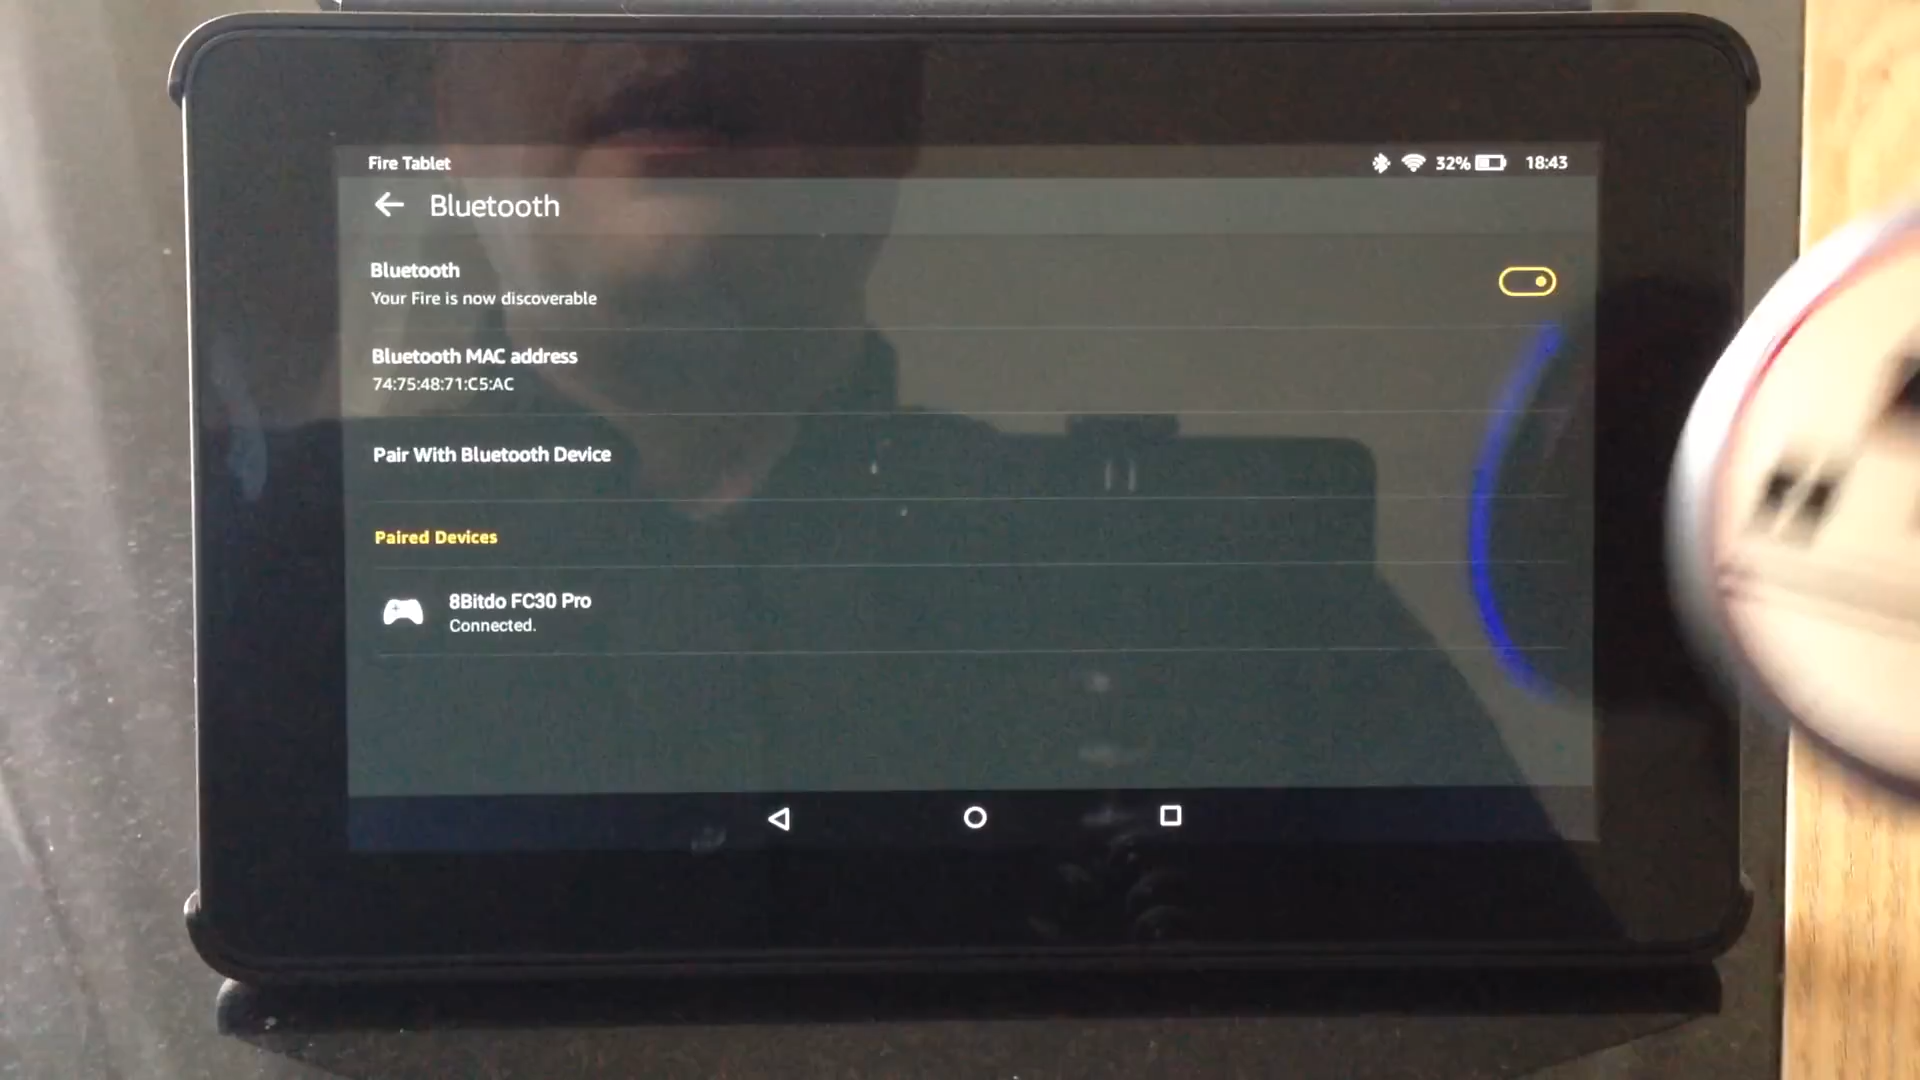 Fire Tablet 32% 18:43
Bluetooth
Bluetooth
Your Fire is now discoverable
Bluetooth MAC address
74:75:48:71:C5:AC
Pair With Bluetooth Device
Paired Devices
8Bitdo FC30 Pro
Connected.